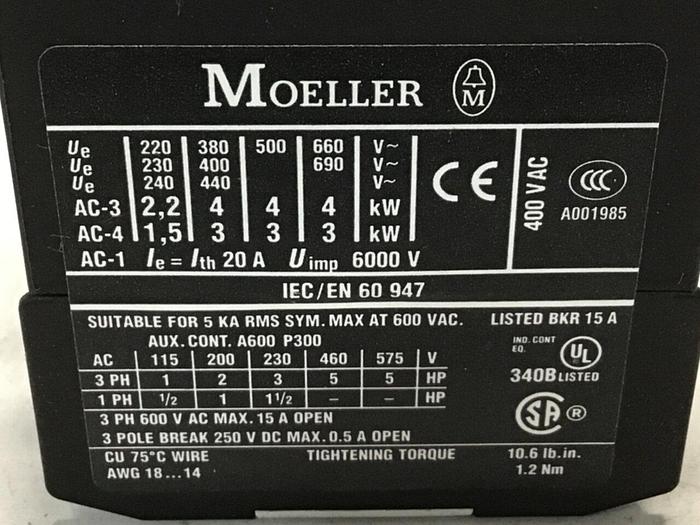 MOELLER M
Ue 220 380 500 660 V~
Ue 230 400 690 V~
Ue 240 440 V~
AC-3 2,2 4 4 4 kW
AC-4 1,5 3 3 3 kW
AC-1 Ie = Ith 20 A Uimp 6000 V
CE
400 VAC
CCC
A001985
IEC/EN 60 947
SUITABLE FOR 5 KA RMS SYM. MAX AT 600 VAC. LISTED BKR 15 A
AUX. CONT. A600 P300
AC 115 200 230 460 575 V
3 PH 1 2 3 5 5 HP
1 PH 1/2 1 1 1/2 – – HP
3 PH 600 V AC MAX. 15 A OPEN
3 POLE BREAK 250 V DC MAX. 0.5 A OPEN
IND. CONT
EQ.
UL
340B LISTED
SA ®
CU 75°C WIRE TIGHTENING TORQUE 10.6 lb.in.
AWG 18...14 1.2 Nm